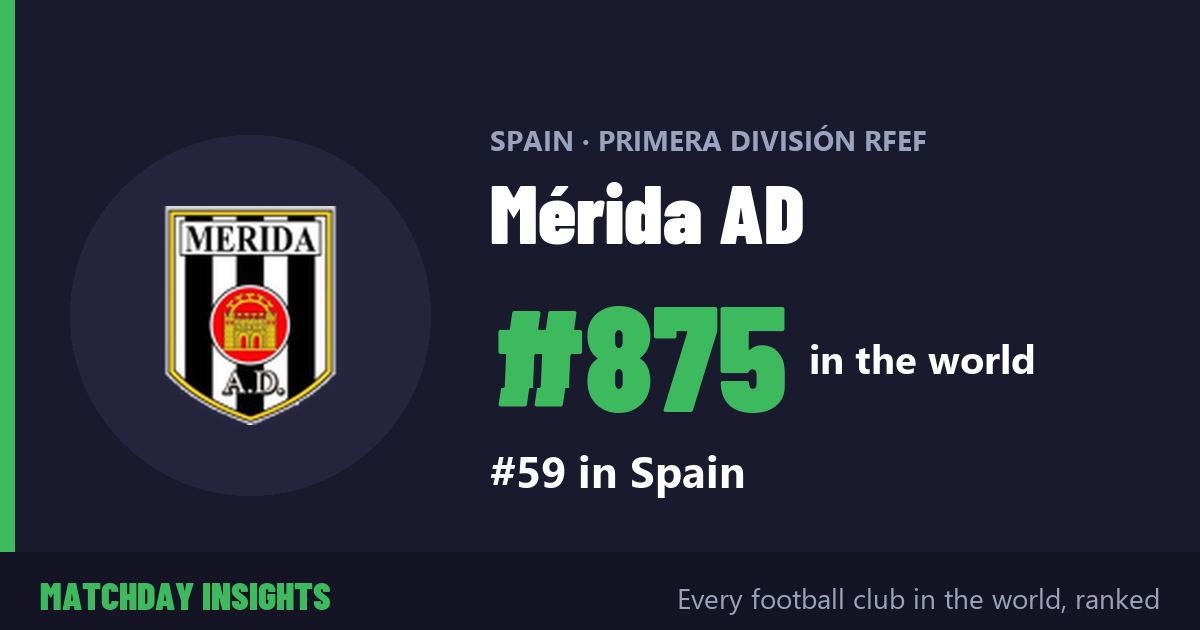 SPAIN · PRIMERA DIVISIÓN RFEF
Mérida AD
MERIDA
A.D.
#875 in the world
#59 in Spain
MATCHDAY INSIGHTS
Every football club in the world, ranked